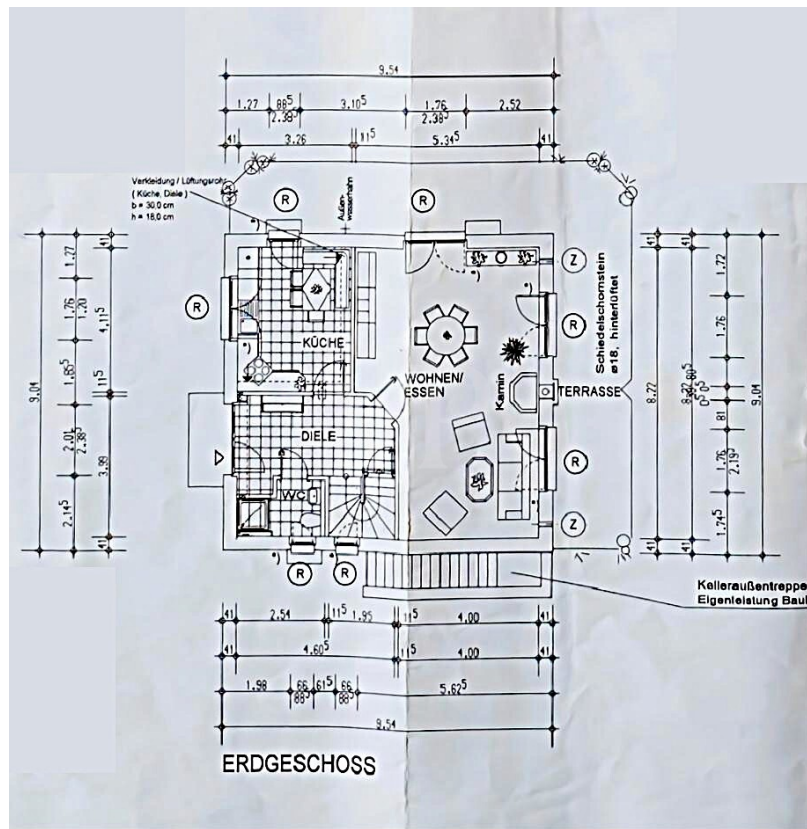 9.54
1.27 88⁵ 3.10⁵ 1.76 2.52
2.38⁵ 2.38⁵
41 3.26 11⁵ 5.34⁵ 41
Verkleidung / Lüftungsrohr
( Küche, Diele )
b = 30,0 cm
h = 18,0 cm
Außen-
wasserhahn
R
R
Z
R
R
KÜCHE
WOHNEN/
ESSEN
Kamin
TERRASSE
Schiedelschornstein
ø18, hinterlüftet
DIELE
WC
R
Z
R
R
9.04
1.27 1.76 1.85⁵ 2.01 2.14⁵
1.20 2.38⁵
41 4.11⁵ 11⁵ 3.99 41
41 8.22 41
41 41
1.72 1.76 81 1.76 1.74⁵
2.19⁵
9.04
Kelleraußentreppe
Eigenleistung
41 2.54 11⁵ 1.95 11⁵ 4.00 41
41 4.60⁵ 11⁵ 4.00 41
1.98 66 61⁵ 66 5.62⁵
88⁵ 88⁵
9.54
ERDGESCHOSS